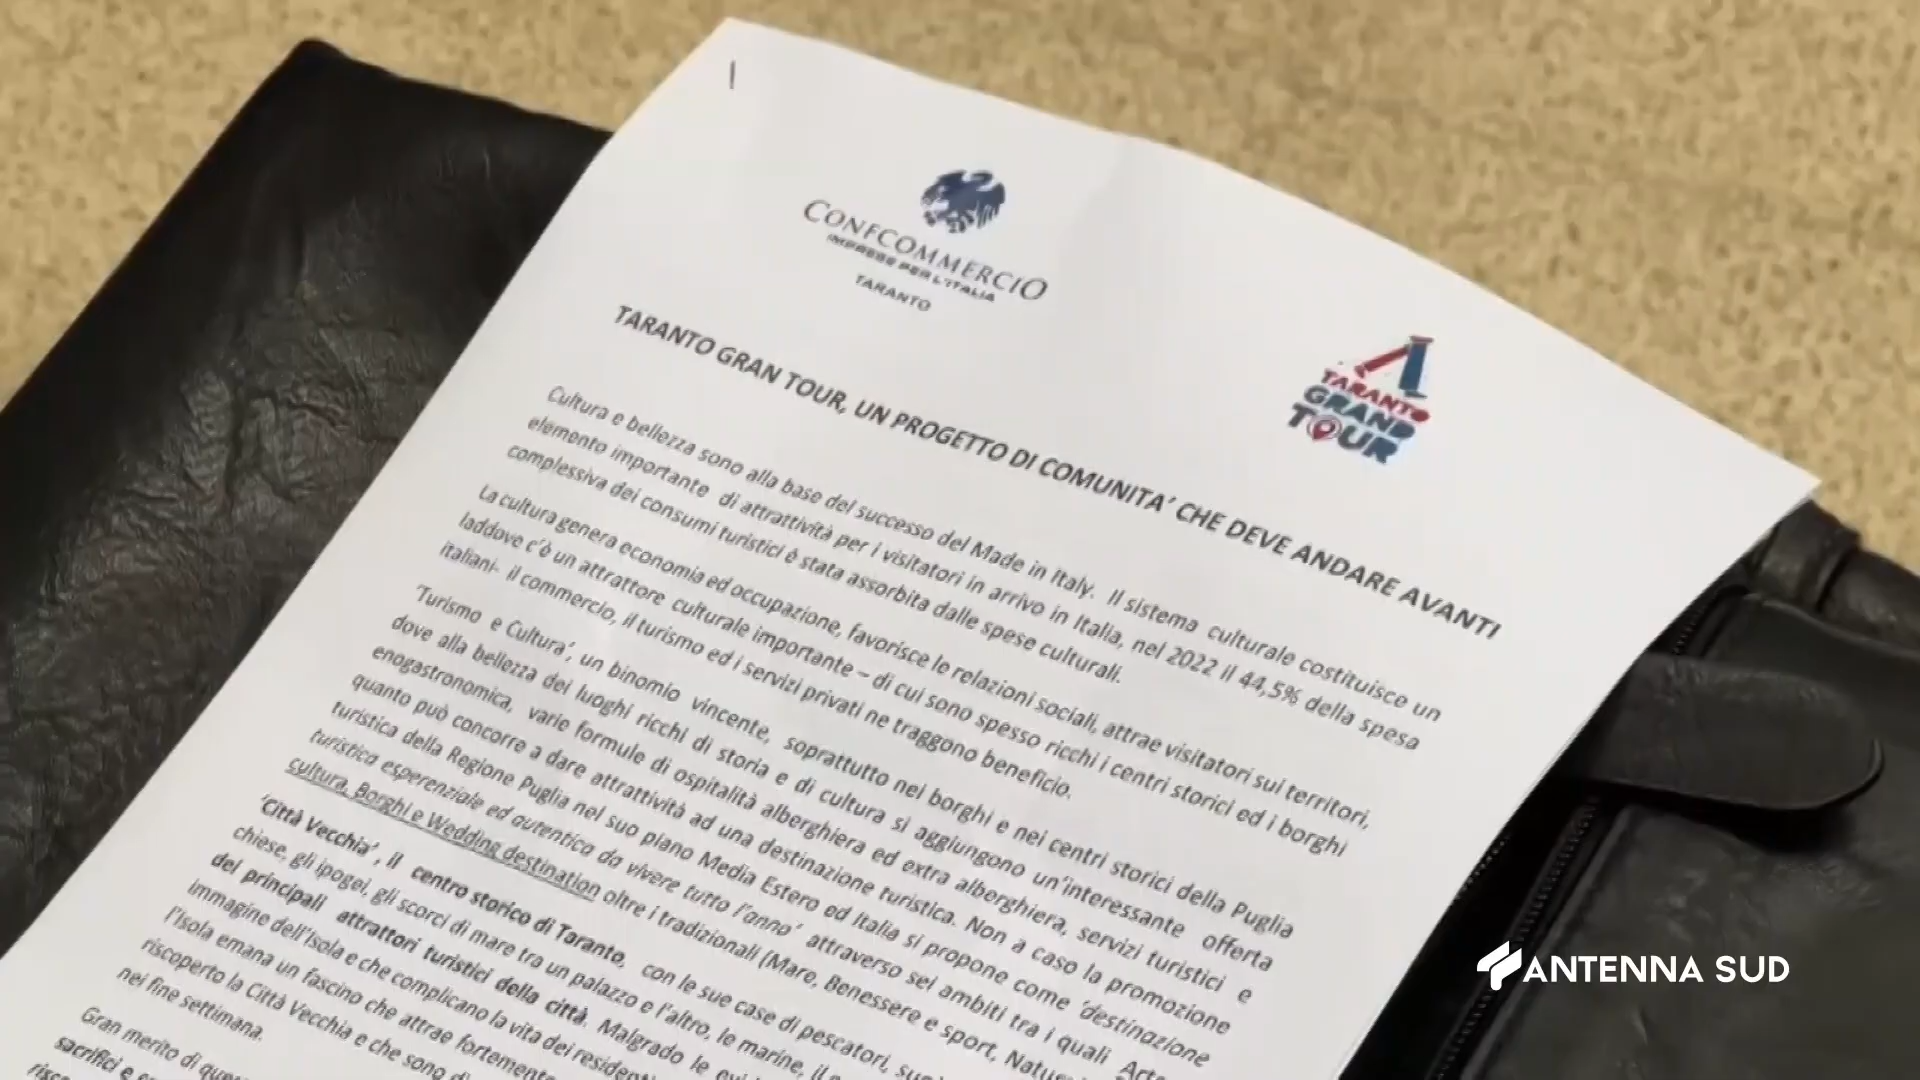 CONFCOMMERCIO
IMPRESE PER L'ITALIA
TARANTO
TARANTO
GRAND
TOUR
TARANTO GRAN TOUR, UN PROGETTO DI COMUNITA' CHE DEVE ANDARE AVANTI
Cultura e bellezza sono alla base del successo del Made in Italy. Il sistema culturale costituisce un
elemento importante di attrattività per i visitatori in arrivo in Italia, nel 2022 il 44,5% della spesa
complessiva dei consumi turistici è stata assorbita dalle spese culturali.
La cultura genera economia ed occupazione, favorisce le relazioni sociali, attrae visitatori sui territori,
laddove c'è un attrattore culturale importante – di cui sono spesso ricchi i centri storici ed i borghi
italiani- il commercio, il turismo ed i servizi privati ne traggono beneficio.
'Turismo e Cultura', un binomio vincente, soprattutto nei borghi e nei centri storici della Puglia
dove alla bellezza dei luoghi ricchi di storia e di cultura si aggiungono un'interessante offerta
enogastronomica, varie formule di ospitalità alberghiera ed extra alberghiera, servizi turistici e
quanto può concorre a dare attrattività ad una destinazione turistica. Non a caso la promozione
turistica della Regione Puglia nel suo piano Media Estero ed Italia si propone come 'destinazione
turistica esperenziale ed autentica da vivere tutto l'anno' attraverso sei ambiti tra i quali Arte
cultura, Borghi e Wedding destination oltre i tradizionali (Mare, Benessere e sport,
'Città Vecchia', il centro storico di Taranto, con le sue case di pescatori,
chiese, gli ipogei, gli scorci di mare tra un palazzo e l'altro, le marine, il
dei principali attrattori turistici della città. Malgrado le
immagine dell'Isola e che complicano la vita dei residenti
l'Isola emana un fascino che attrae fortemente
riscoperto la Città Vecchia e che sono
nei fine settimana.
Gran merito di
sacrifici e
ANTENNA SUD